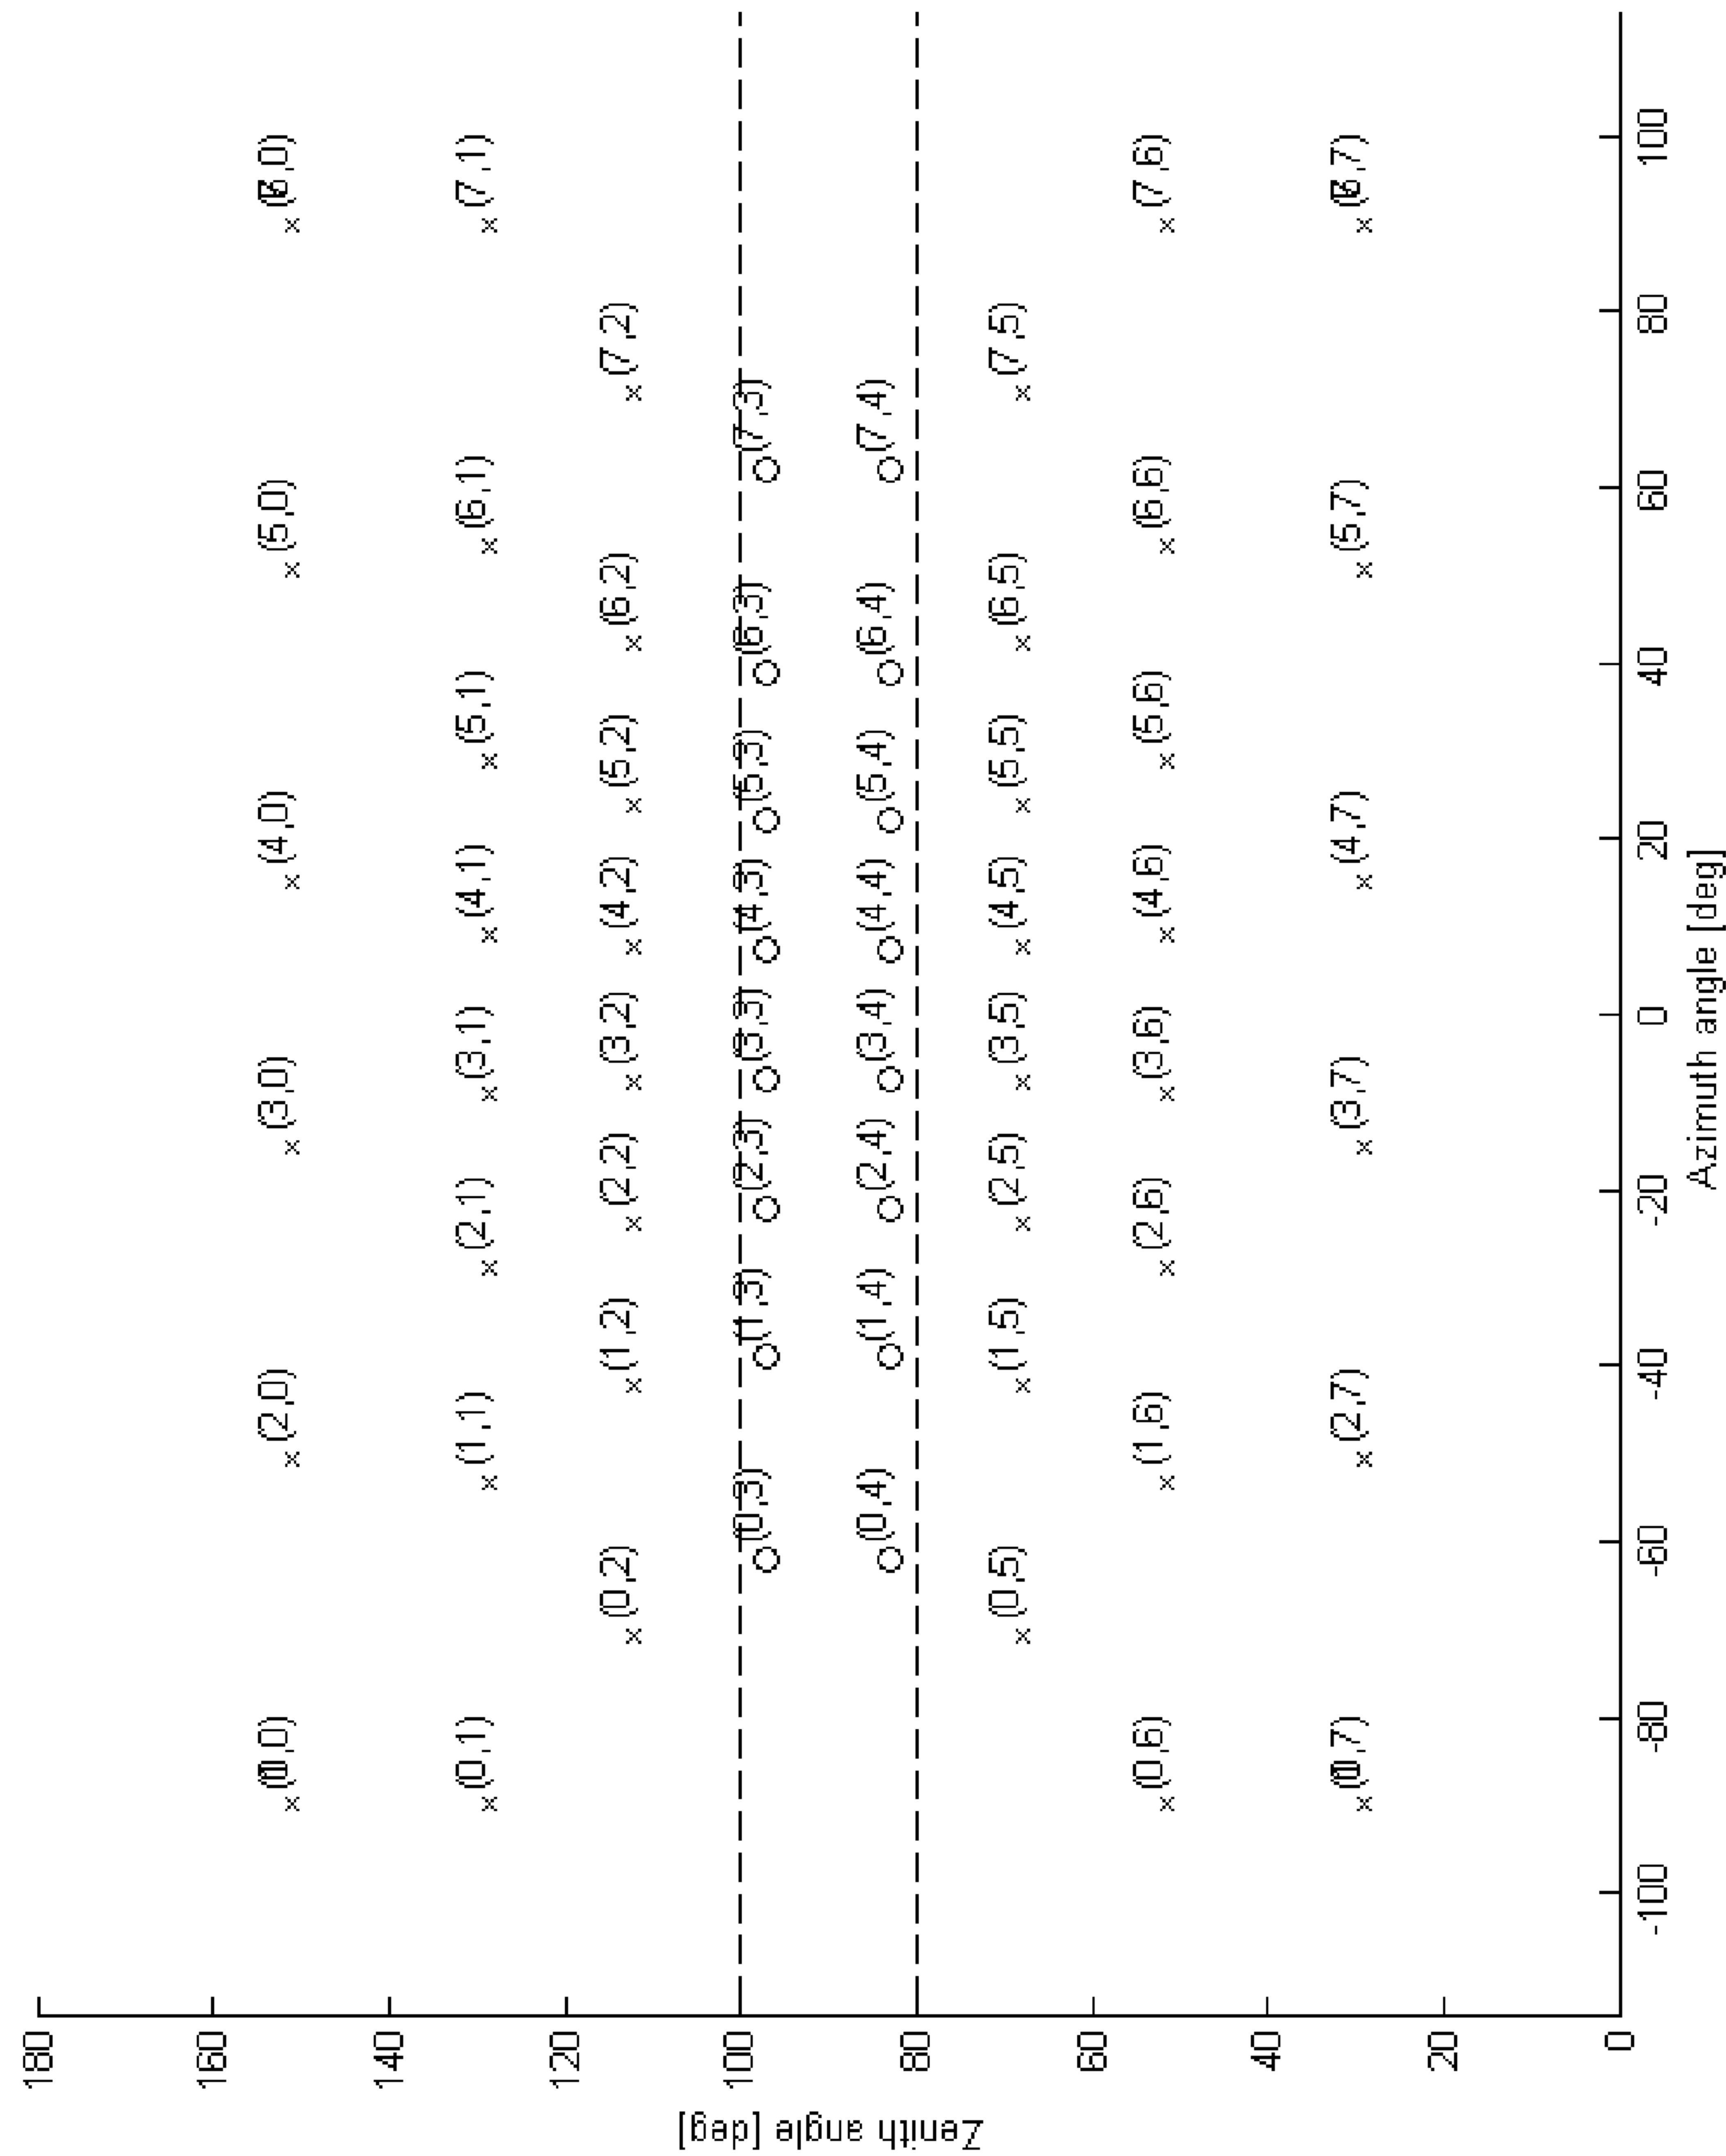 Zenith angle [deg]
180
160
(2,0) (3,0) (4,0) (5,0)
140
(0,1) (1,1) (2,1) (3,1) (4,1) (5,1) (6,1) (7,1)
120
(0,2) (1,2) (2,2) (3,2) (4,2) (5,2) (6,2) (7,2)
100
(0,3) (1,3) (2,3) (3,3) (4,3) (5,3) (6,3) (7,3)
(0,4) (1,4) (2,4) (3,4) (4,4) (5,4) (6,4) (7,4)
80
(0,5) (1,5) (2,5) (3,5) (4,5) (5,5) (6,5) (7,5)
60
(0,6) (1,6) (2,6) (3,6) (4,6) (5,6) (6,6) (7,6)
40
(2,7) (3,7) (4,7) (5,7)
20
0
-100 -80 -60 -40 -20 0 20 40 60 80 100
Azimuth angle [deg]